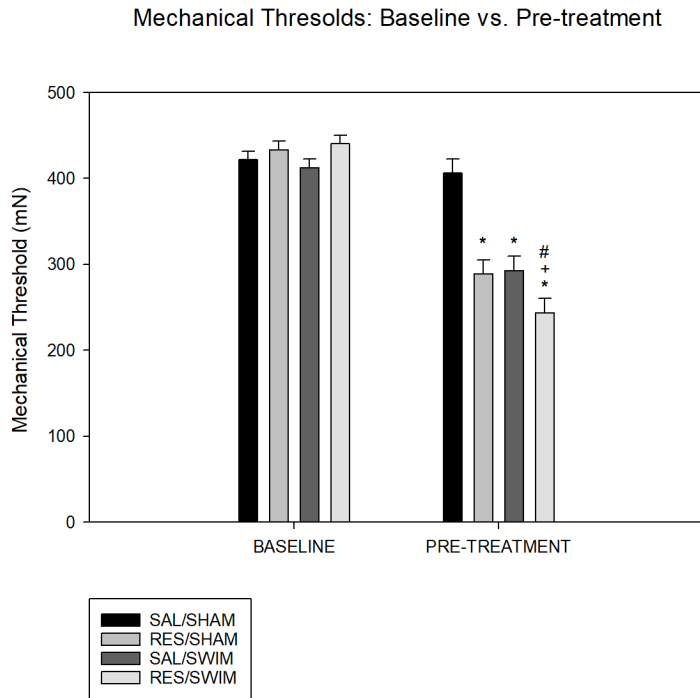 Mechanical Thresolds: Baseline vs. Pre-treatment
Mechanical Threshold (mN)
500
400
300
200
100
0
* * #
+
*
BASELINE PRE-TREATMENT
SAL/SHAM
RES/SHAM
SAL/SWIM
RES/SWIM